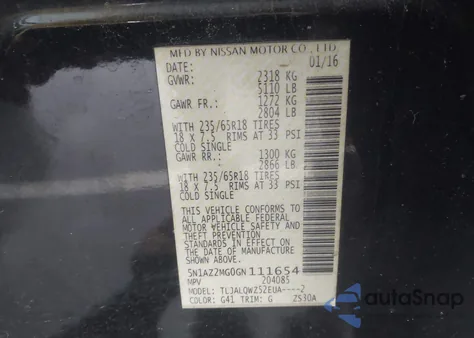 MFD BY NISSAN MOTOR CO., LTD.
DATE: 01/16
GVWR: 2318 KG
5110 LB
GAWR FR.: 1272 KG
2804 LB
WITH 235/65R18 TIRES
18 x 7.5 RIMS AT 33 PSI
COLD SINGLE
GAWR RR.: 1300 KG
2866 LB
WITH 235/65R18 TIRES
18 x 7.5 RIMS AT 33 PSI
COLD SINGLE
THIS VEHICLE CONFORMS TO
ALL APPLICABLE FEDERAL
MOTOR VEHICLE SAFETY
AND THEFT PREVENTION
STANDARDS IN EFFECT ON
THE DATE OF MANUFACTURE
SHOWN ABOVE.
5N1AZ2MG0GN111654
MPV 204085
MODEL: TLJALQWZ52EUA----2
COLOR: G41 TRIM: G Z530A
autoSnap